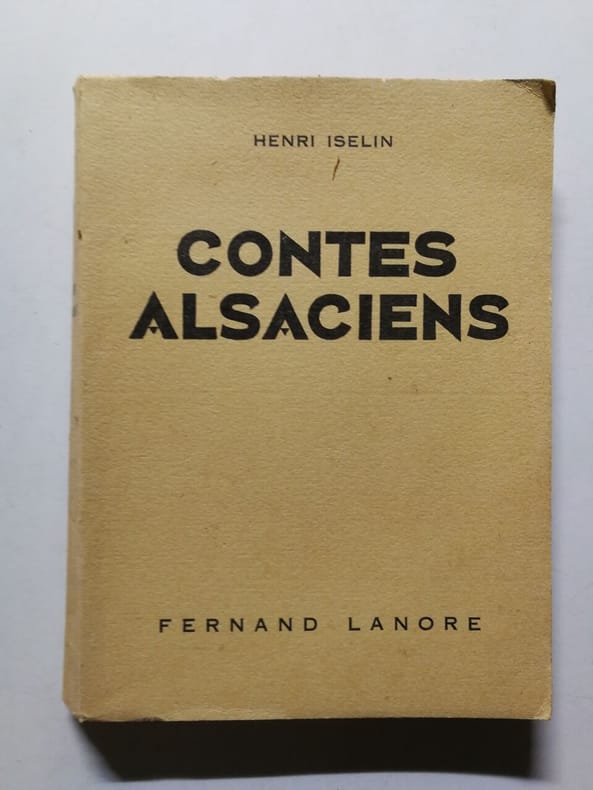 HENRI ISELIN
CONTES
ALSACIENS
FERNAND LANORE